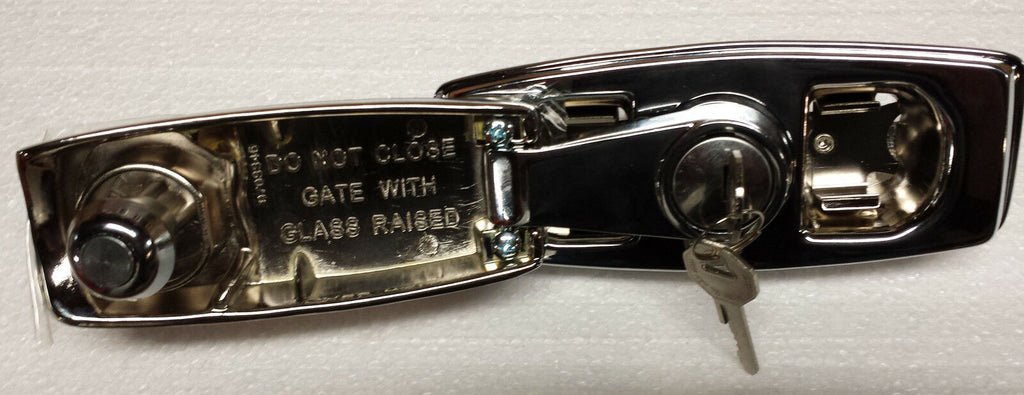 DO NOT CLOSE
GATE WITH
GLASS RAISED